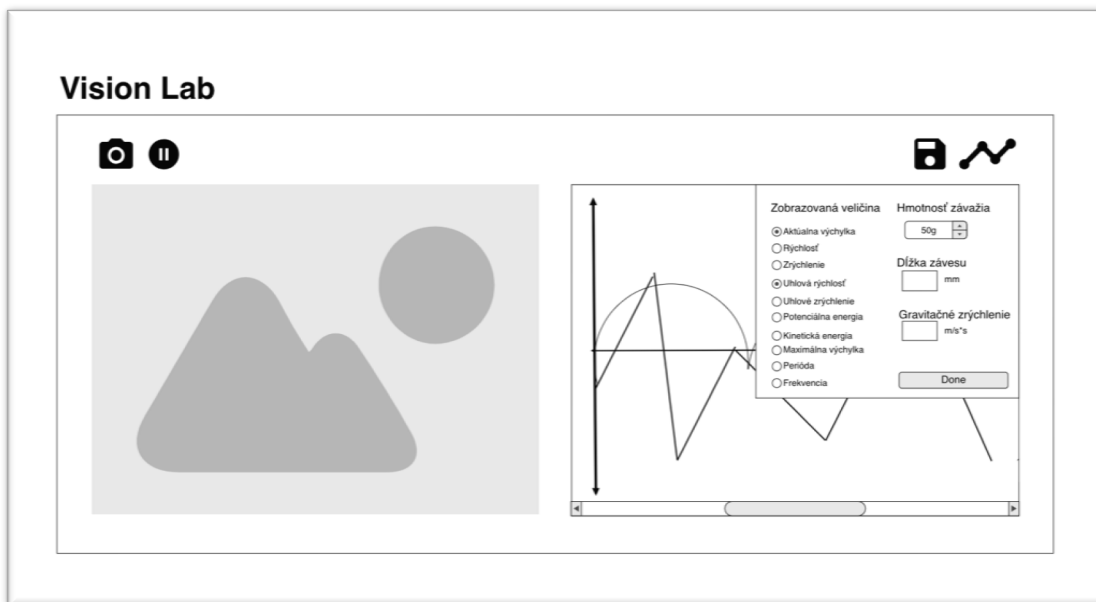 Vision Lab
Zobrazovaná veličina
Aktúalna výchylka
Rýchlosť
Zrýchlenie
Uhlová rýchlosť
Uhlové zrýchlenie
Potenciálna energia
Kinetická energia
Maximálna výchylka
Perióda
Frekvencia
Hmotnosť závažia
50g
Dĺžka závesu
mm
Gravitačné zrýchlenie
m/s*s
Done